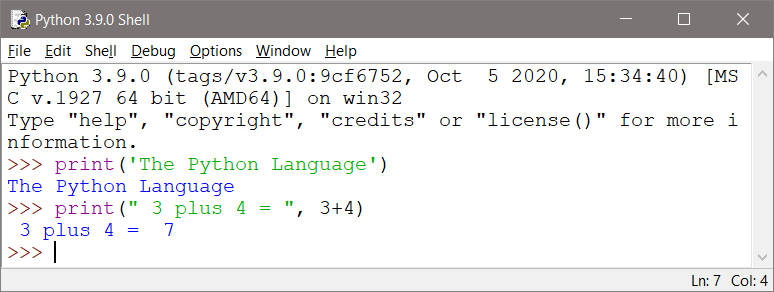 Python 3.9.0 Shell
File Edit Shell Debug Options Window Help
Python 3.9.0 (tags/v3.9.0:9cf6752, Oct  5 2020, 15:34:40) [MS
C v.1927 64 bit (AMD64)] on win32
Type "help", "copyright", "credits" or "license()" for more i
nformation.
>>> print('The Python Language')
The Python Language
>>> print(" 3 plus 4 = ", 3+4)
 3 plus 4 =  7
>>>
Ln: 7 Col: 4